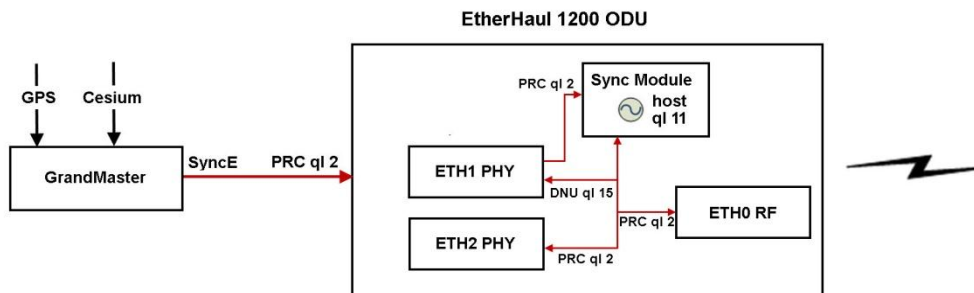 EtherHaul 1200 ODU
GPS
Cesium
GrandMaster
SyncE
PRC ql 2
PRC ql 2
Sync Module
host
ql 11
ETH1 PHY
DNU ql 15
ETH0 RF
PRC ql 2
ETH2 PHY
PRC ql 2